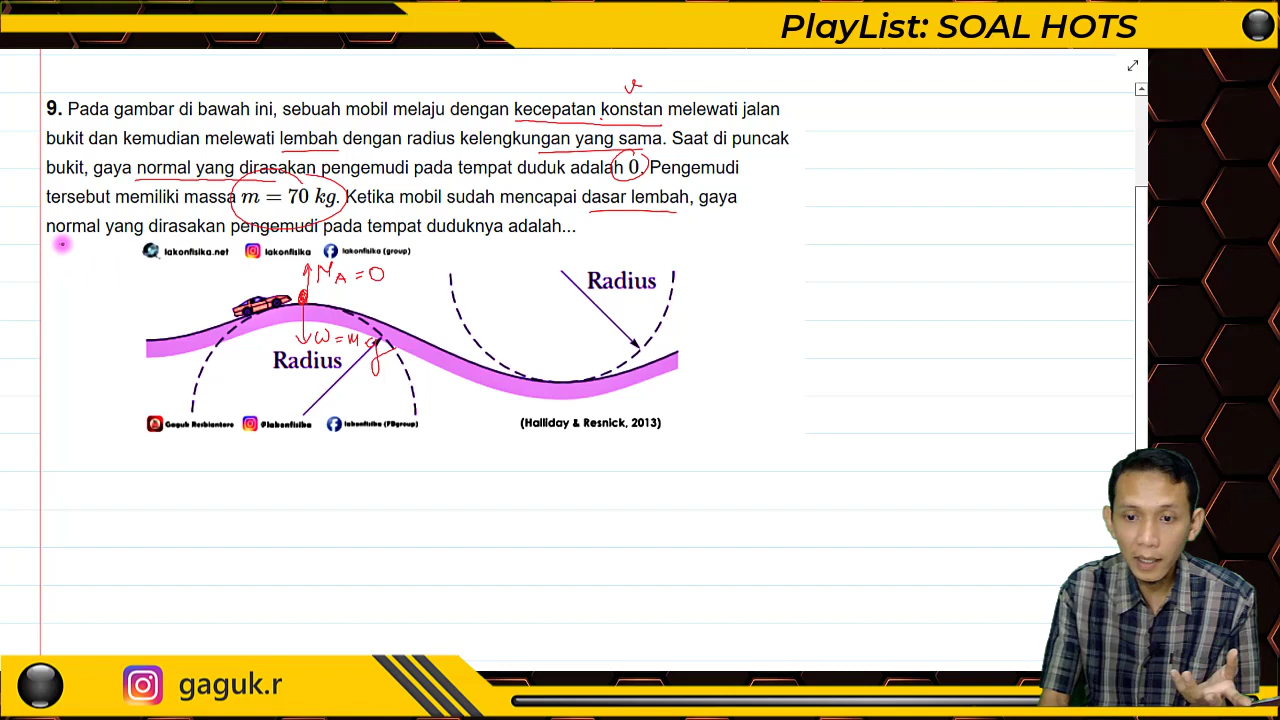 PlayList: SOAL HOTS
v
9. Pada gambar di bawah ini, sebuah mobil melaju dengan kecepatan konstan melewati jalan
bukit dan kemudian melewati lembah dengan radius kelengkungan yang sama. Saat di puncak
bukit, gaya normal yang dirasakan pengemudi pada tempat duduk adalah 0. Pengemudi
tersebut memiliki massa m = 70 kg. Ketika mobil sudah mencapai dasar lembah, gaya
normal yang dirasakan pengemudi pada tempat duduknya adalah...
lakonfisika.net lakonfisika lakonfisika (group)
N_A = 0
Radius
w = m g
Radius
Gaguk Resbiantoro @lakonfisika lakonfisika (FBgroup)
(Halliday & Resnick, 2013)
gaguk.r